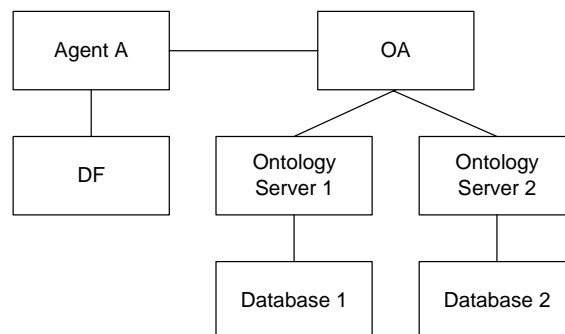 Agent A
OA
DF
Ontology
Server 1
Ontology
Server 2
Database 1
Database 2